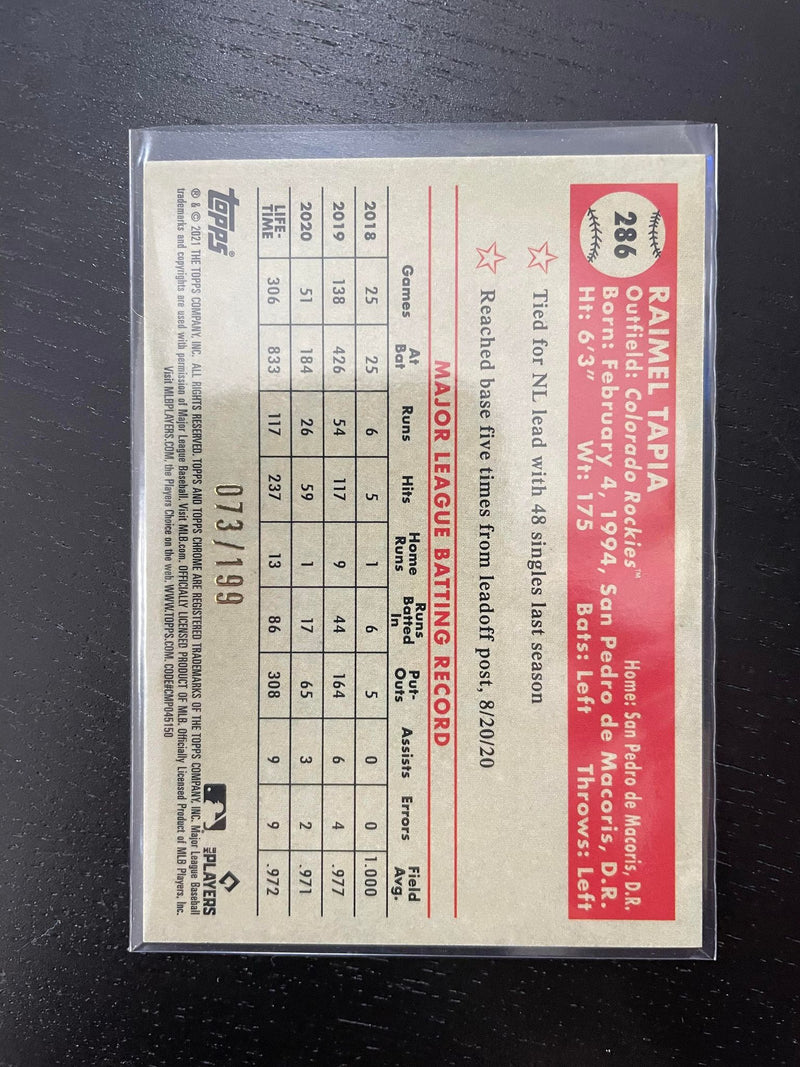 286
RAIMEL TAPIA
Outfield: Colorado Rockies™ Home: San Pedro de Macoris, D.R.
Born: February 4, 1994, San Pedro de Macoris, D.R.
Ht: 6'3" Wt: 175 Bats: Left Throws: Left
Tied for NL lead with 48 singles last season
Reached base five times from leadoff post, 8/20/20
MAJOR LEAGUE BATTING RECORD
Games At Bat Runs Hits Home Runs Runs Batted In Put-Outs Assists Errors Field Avg.
2018 25 25 6 5 1 6 5 0 0 1.000
2019 138 426 54 117 9 44 164 6 4 .977
2020 51 184 26 59 1 17 65 3 2 .971
LIFE-TIME 306 833 117 237 13 86 308 9 9 .972
073/199
topps®
MLB PLAYERS
® & © 2021 THE TOPPS COMPANY, INC. ALL RIGHTS RESERVED. TOPPS AND TOPPS CHROME ARE REGISTERED TRADEMARKS OF THE TOPPS COMPANY, INC. Major League Baseball
trademarks and copyrights are used with permission of Major League Baseball. Visit MLB.com. OFFICIALLY LICENSED PRODUCT OF MLB. Officially Licensed Product of MLB Players, Inc.
Visit MLBPLAYERS.COM, the Players Choice on the web. WWW.TOPPS.COM. CODE#CMP045150